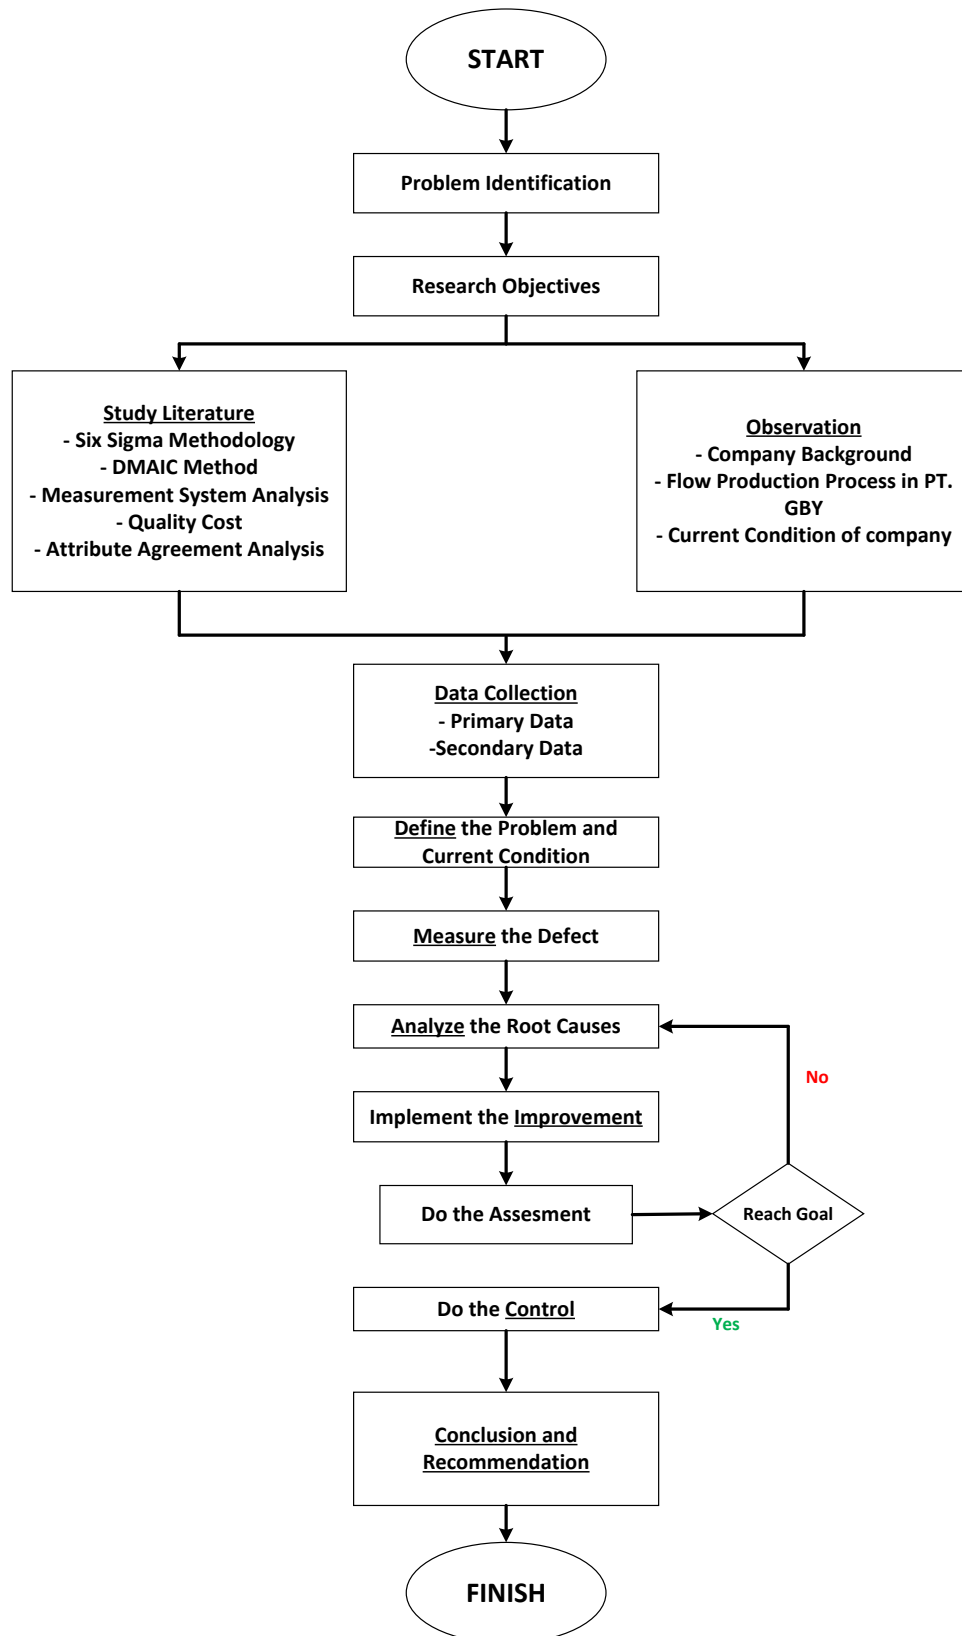 START
Problem Identification
Research Objectives
Study Literature
- Six Sigma Methodology
- DMAIC Method
- Measurement System Analysis
- Quality Cost
- Attribute Agreement Analysis
Observation
- Company Background
- Flow Production Process in PT.
GBY
- Current Condition of company
Data Collection
- Primary Data
-Secondary Data
Define the Problem and
Current Condition
Measure the Defect
Analyze the Root Causes
No
Implement the Improvement
Do the Assesment
Reach Goal
Do the Control
Yes
Conclusion and
Recommendation
FINISH